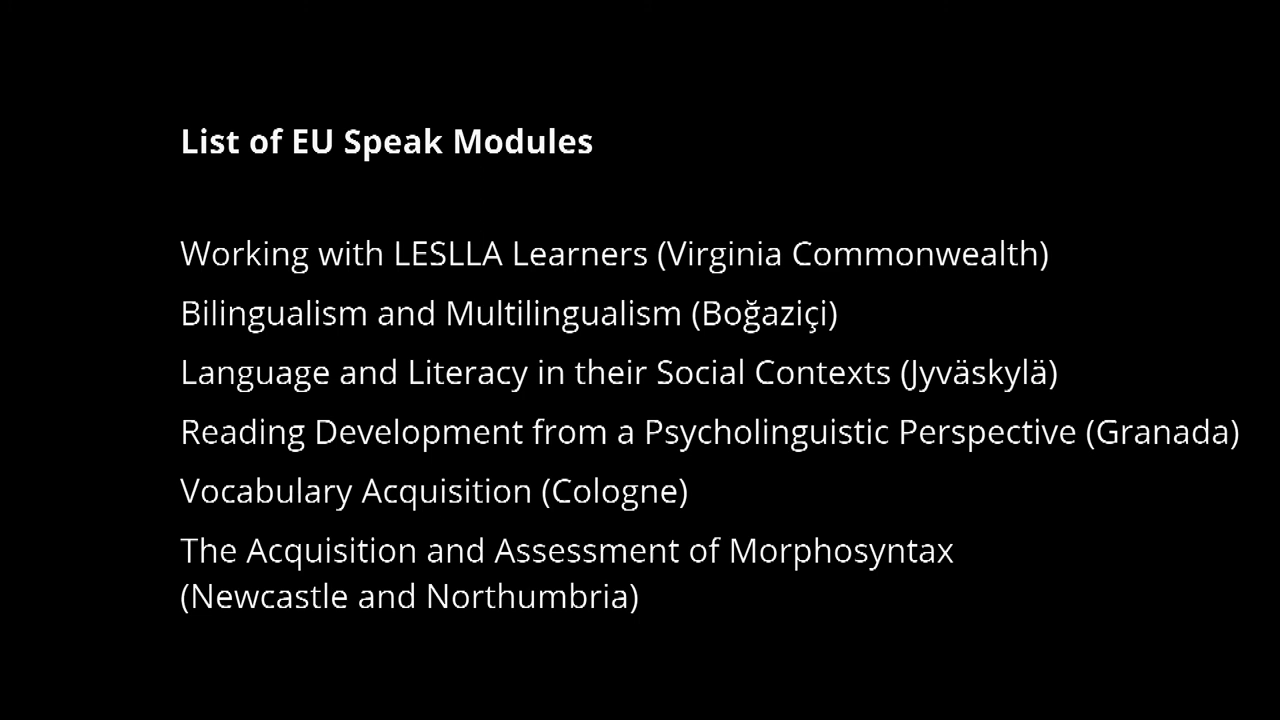 List of EU Speak Modules
Working with LESLLA Learners (Virginia Commonwealth)
Bilingualism and Multilingualism (Boğaziçi)
Language and Literacy in their Social Contexts (Jyväskylä)
Reading Development from a Psycholinguistic Perspective (Granada)
Vocabulary Acquisition (Cologne)
The Acquisition and Assessment of Morphosyntax
(Newcastle and Northumbria)